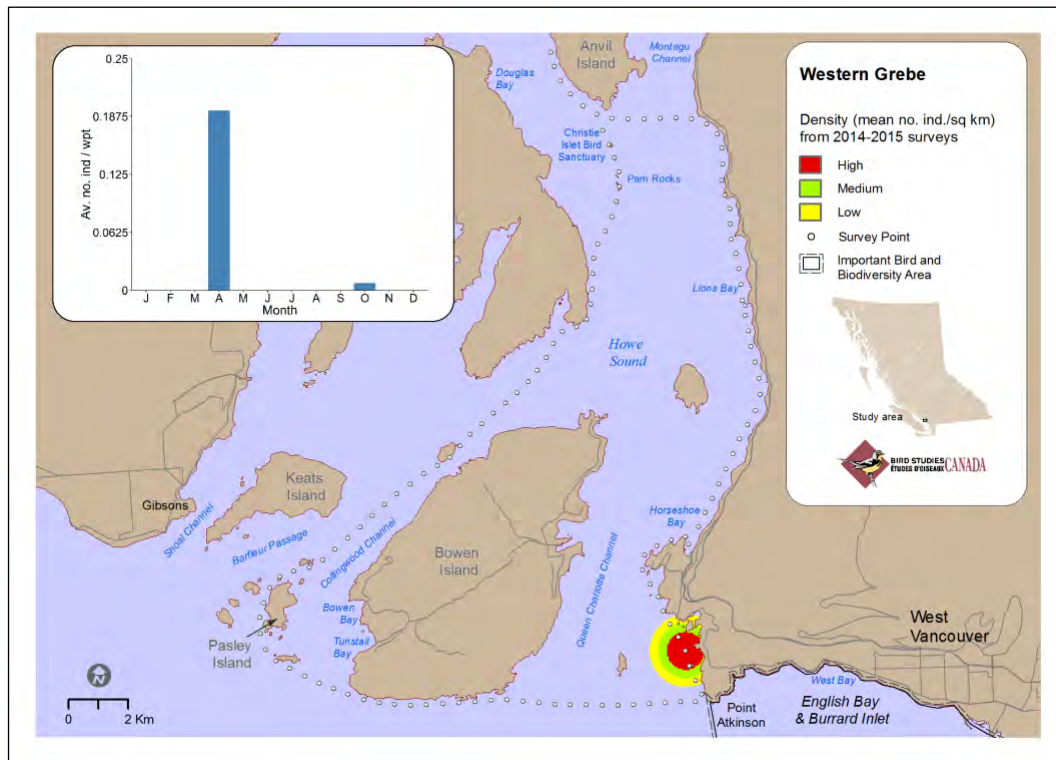 0.25
0.1875
0.125
0.0625
0
Av. no. ind / wpt
J F M A M J J A S O N D
Month
Anvil
Island
Montagu
Channel
Douglas
Bay
Christie
Islet Bird
Sanctuary
Pam Rocks
Lions Bay
Howe
Sound
Keats
Island
Gibsons
Shoal Channel
Barfleur Passage
Collingwood Channel
Bowen
Island
Bowen
Bay
Tunstall
Bay
Pasley
Island
Queen Charlotte Channel
Horseshoe
Bay
West
Vancouver
West Bay
Point
Atkinson
English Bay
& Burrard Inlet
N
0 2 Km
Western Grebe
Density (mean no. ind./sq km)
from 2014-2015 surveys
High
Medium
Low
Survey Point
Important Bird and
Biodiversity Area
Study area
BIRD STUDIES
ÉTUDES D'OISEAUX CANADA